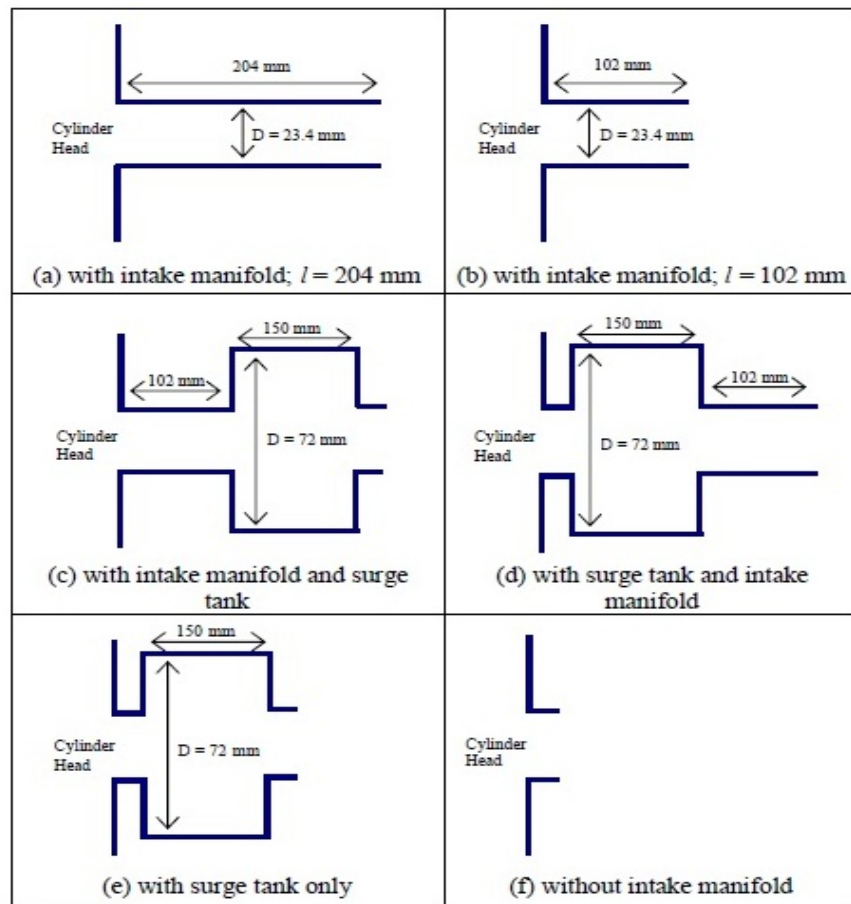 204 mm
Cylinder
Head
D = 23.4 mm
(a) with intake manifold; l = 204 mm
102 mm
Cylinder
Head
D = 23.4 mm
(b) with intake manifold; l = 102 mm
150 mm
102 mm
Cylinder
Head
D = 72 mm
(c) with intake manifold and surge
tank
150 mm
102 mm
Cylinder
Head
D = 72 mm
(d) with surge tank and intake
manifold
150 mm
Cylinder
Head
D = 72 mm
(e) with surge tank only
Cylinder
Head
(f) without intake manifold